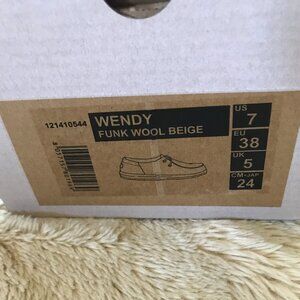 121410544 WENDY
FUNK WOOL BEIGE
US 7
EU 38
UK 5
CM-JAP 24